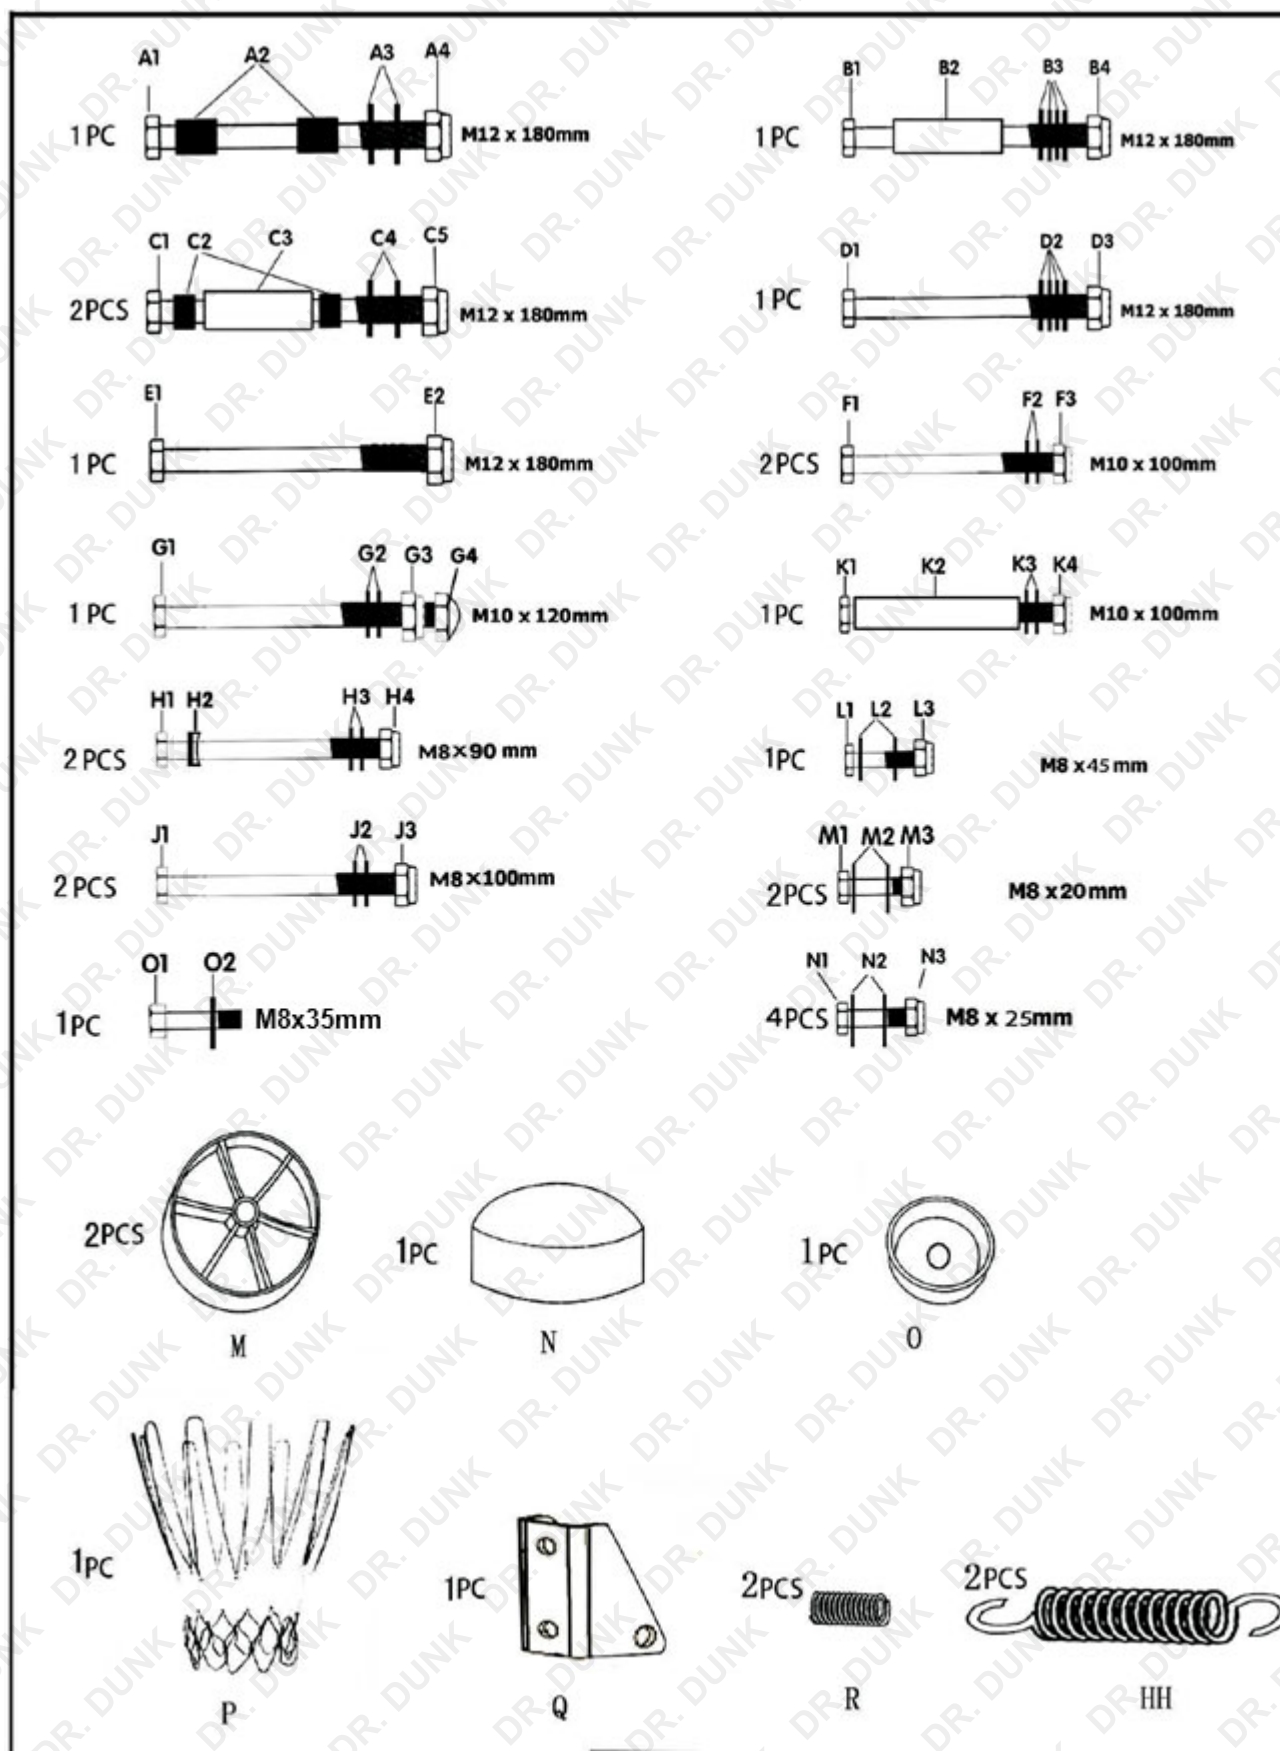 A1 A2 A3 A4
1PC M12 x 180mm
B1 B2 B3 B4
1PC M12 x 180mm
C1 C2 C3 C4 C5
2PCS M12 x 180mm
D1 D2 D3
1PC M12 x 180mm
E1 E2
1PC M12 x 180mm
F1 F2 F3
2PCS M10 x 100mm
G1 G2 G3 G4
1PC M10 x 120mm
K1 K2 K3 K4
1PC M10 x 100mm
H1 H2 H3 H4
2PCS M8×90 mm
L1 L2 L3
1PC M8 x45mm
J1 J2 J3
2PCS M8×100mm
M1 M2 M3
2PCS M8 x20mm
O1 O2
1PC M8x35mm
N1 N2 N3
4PCS M8 x 25mm
2PCS
M
1PC
N
1PC
O
1PC
P
1PC
Q
2PCS
R
2PCS
HH
DR. DUNK